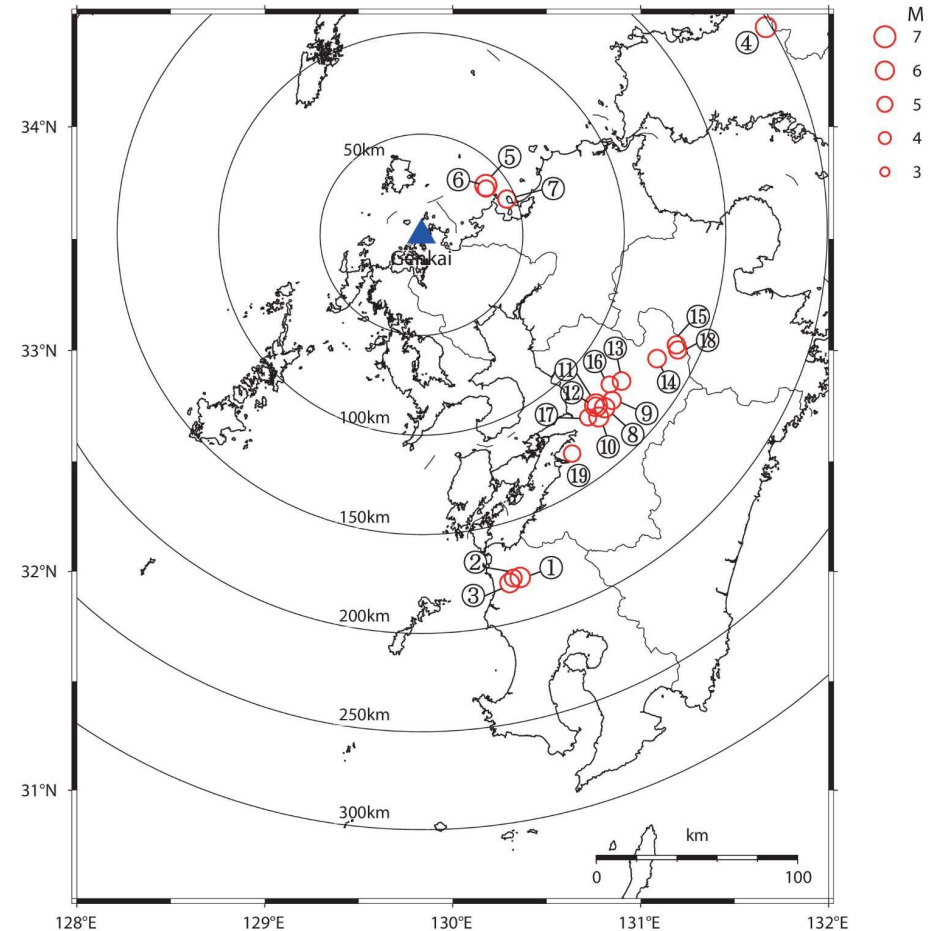 M
7
6
5
4
3
④
34°N
50km
⑤
⑥
⑦
Genkai
33°N
⑮
⑱
⑬
⑯
⑪
⑭
⑫
100km
⑰
⑨
⑧
⑩
⑲
150km
32°N
②
①
③
200km
250km
31°N
300km
km
0
100
128°E
129°E
130°E
131°E
132°E